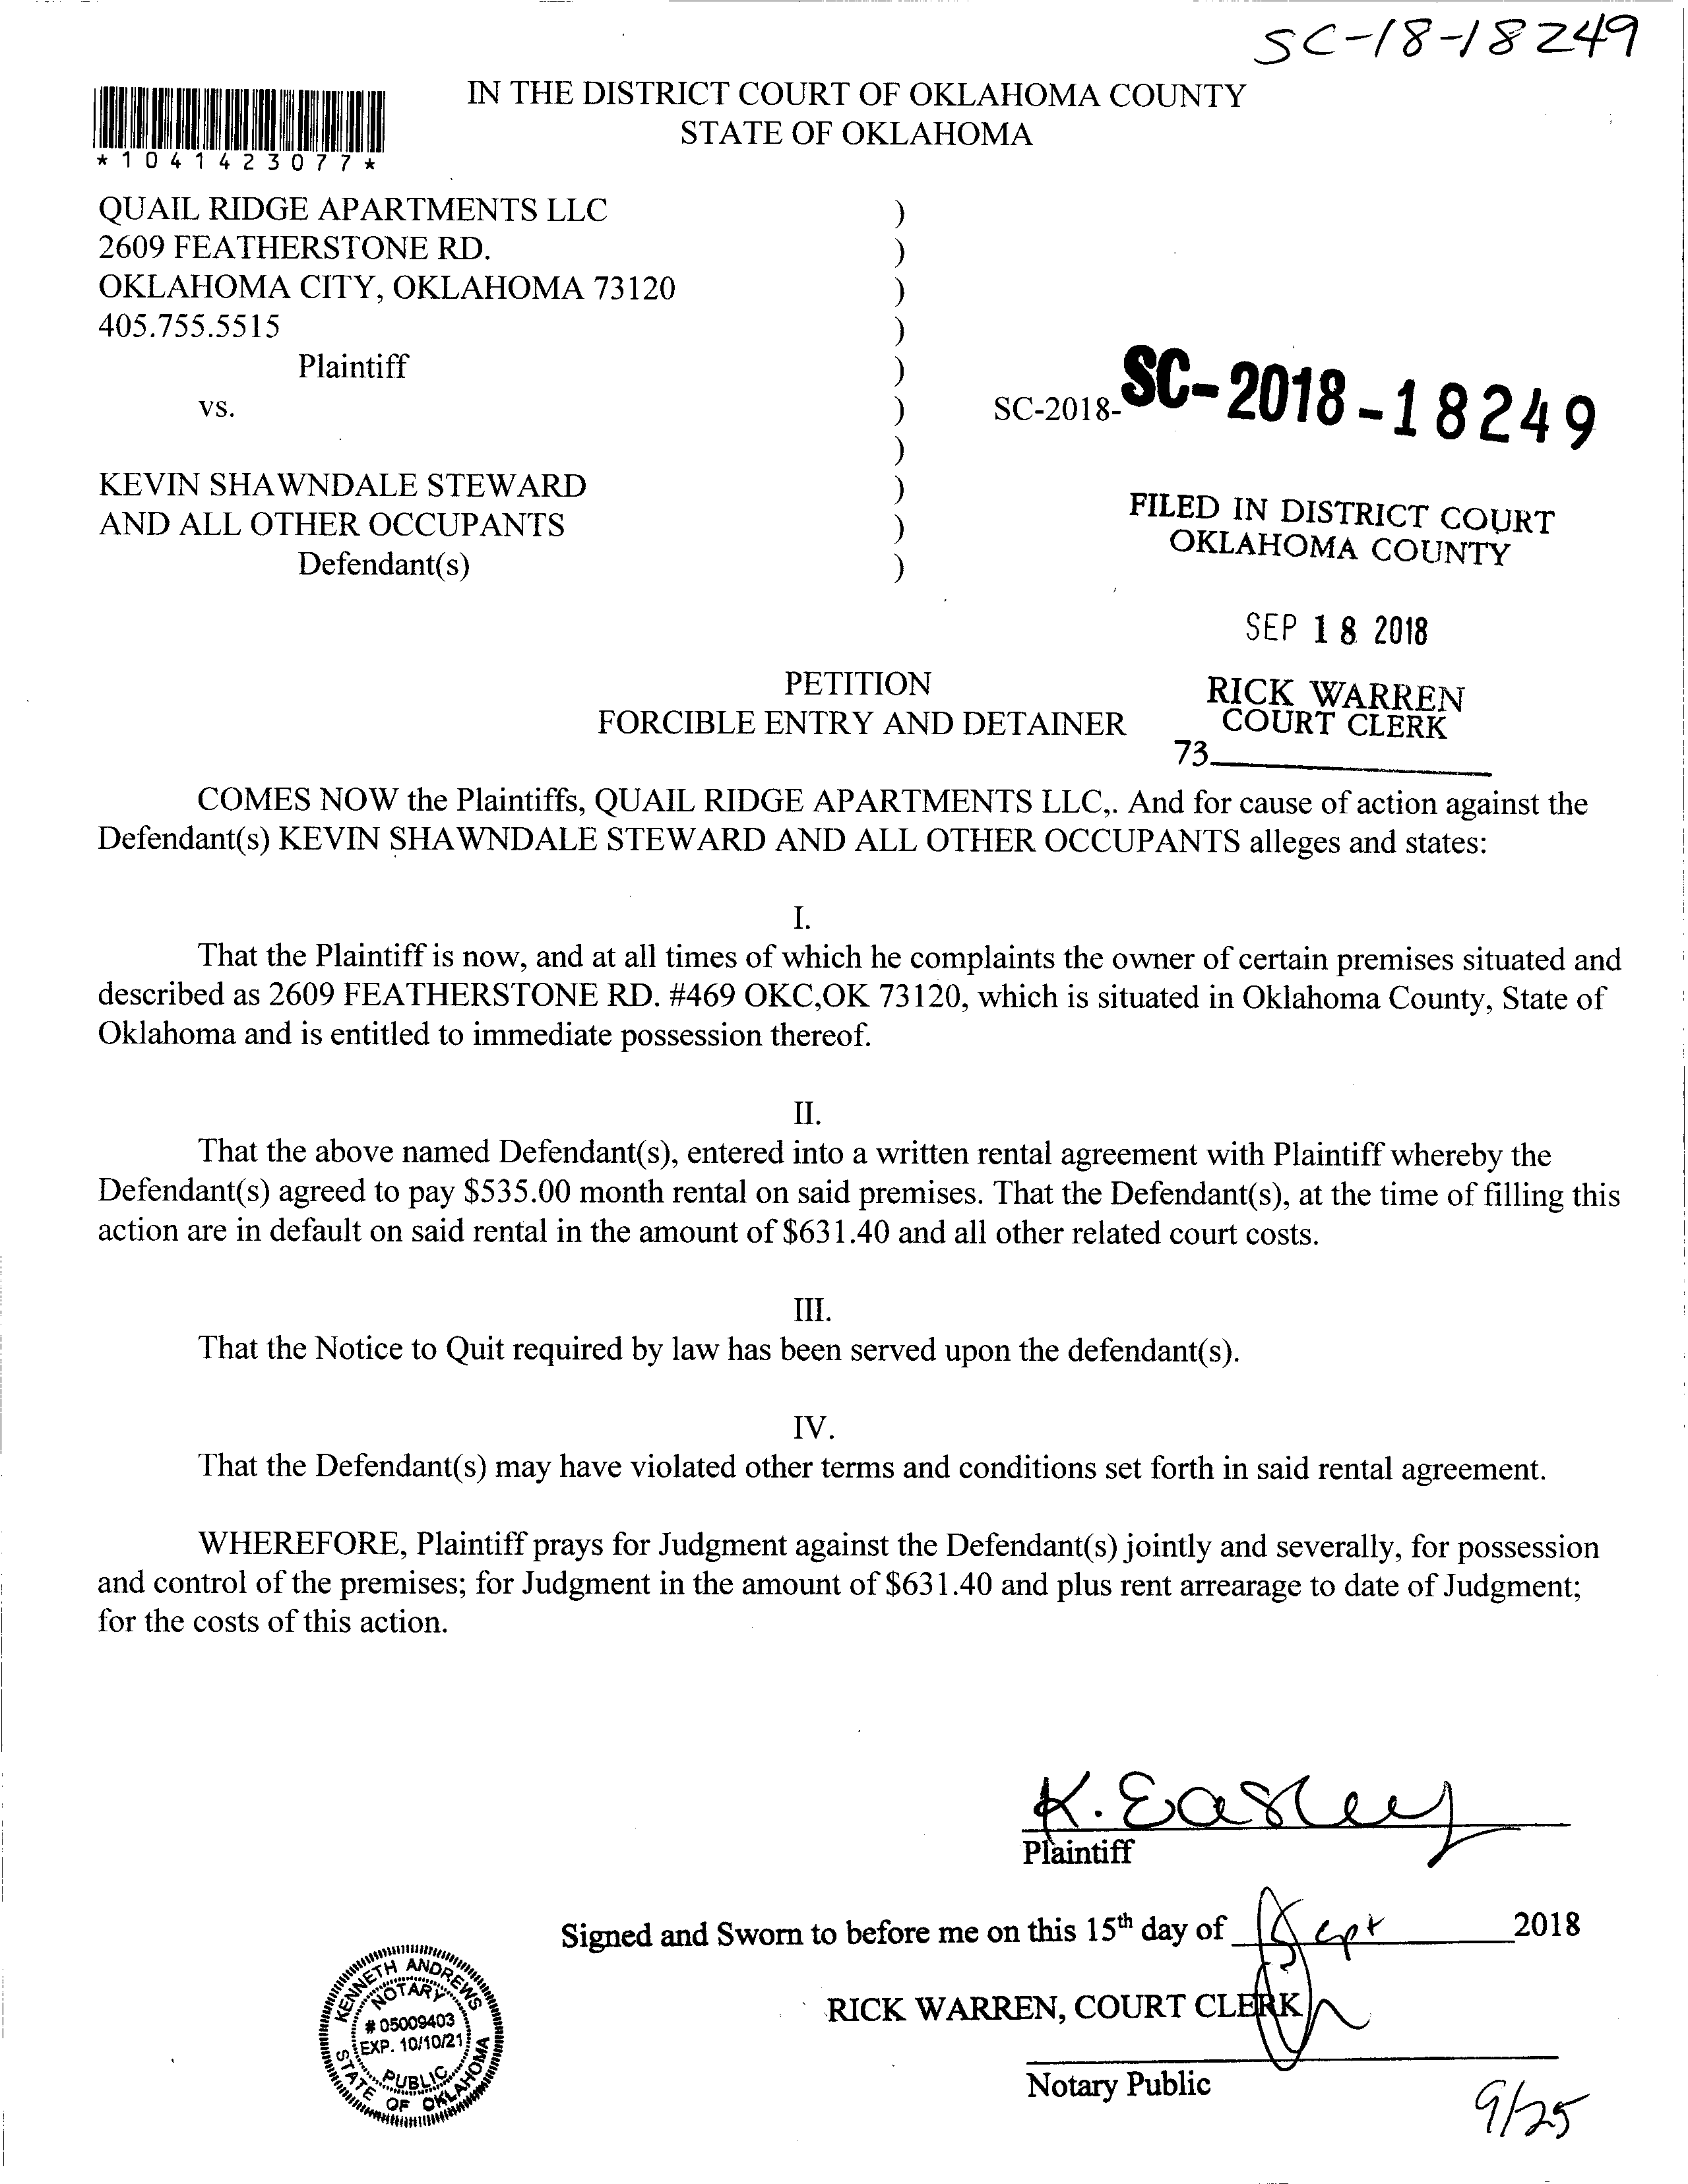 SC-18-18249
IN THE DISTRICT COURT OF OKLAHOMA COUNTY
STATE OF OKLAHOMA
*1041423077*
QUAIL RIDGE APARTMENTS LLC )
2609 FEATHERSTONE RD. )
OKLAHOMA CITY, OKLAHOMA 73120 )
405.755.5515 )
Plaintiff )
vs. ) SC-2018- SC-2018-18249
)
KEVIN SHAWNDALE STEWARD )
AND ALL OTHER OCCUPANTS )
Defendant(s) )
FILED IN DISTRICT COURT
OKLAHOMA COUNTY
SEP 18 2018
RICK WARREN
COURT CLERK
73
PETITION
FORCIBLE ENTRY AND DETAINER
COMES NOW the Plaintiffs, QUAIL RIDGE APARTMENTS LLC,. And for cause of action against the
Defendant(s) KEVIN SHAWNDALE STEWARD AND ALL OTHER OCCUPANTS alleges and states:
I.
That the Plaintiff is now, and at all times of which he complaints the owner of certain premises situated and
described as 2609 FEATHERSTONE RD. #469 OKC,OK 73120, which is situated in Oklahoma County, State of
Oklahoma and is entitled to immediate possession thereof.
II.
That the above named Defendant(s), entered into a written rental agreement with Plaintiff whereby the
Defendant(s) agreed to pay $535.00 month rental on said premises. That the Defendant(s), at the time of filling this
action are in default on said rental in the amount of $631.40 and all other related court costs.
III.
That the Notice to Quit required by law has been served upon the defendant(s).
IV.
That the Defendant(s) may have violated other terms and conditions set forth in said rental agreement.
WHEREFORE, Plaintiff prays for Judgment against the Defendant(s) jointly and severally, for possession
and control of the premises; for Judgment in the amount of $631.40 and plus rent arrearage to date of Judgment;
for the costs of this action.
K. Easley
Plaintiff
Signed and Sworn to before me on this 15th day of Sept 2018
RICK WARREN, COURT CLERK
Notary Public
KENNETH ANDREWS
NOTARY
# 05009403
EXP. 10/10/21
PUBLIC
STATE OF OKLAHOMA
9/25